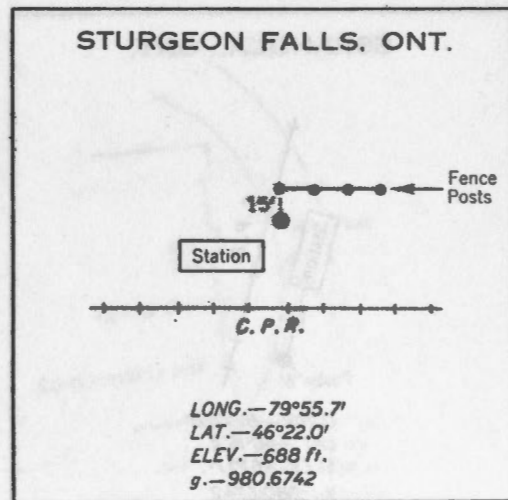 STURGEON FALLS, ONT.
Fence
Posts
15'
Station
C. P. R.
LONG.—79°55.7'
LAT.—46°22.0'
ELEV.—688 ft.
g.—980.6742